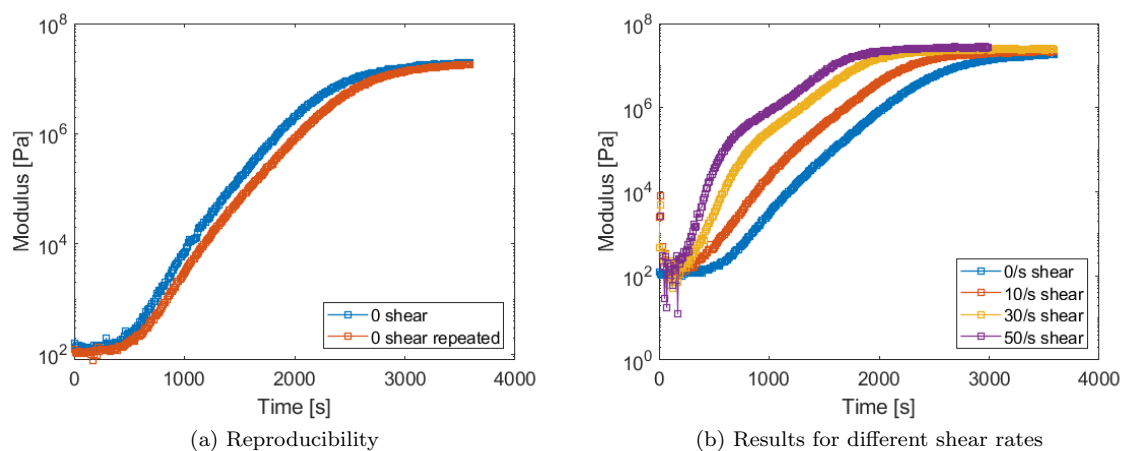 10^8
10^6
10^4
10^2
Modulus [Pa]
0 1000 2000 3000 4000
Time [s]
0 shear
0 shear repeated
(a) Reproducibility
10^8
10^6
10^4
10^2
10^0
Modulus [Pa]
0 1000 2000 3000 4000
Time [s]
0/s shear
10/s shear
30/s shear
50/s shear
(b) Results for different shear rates